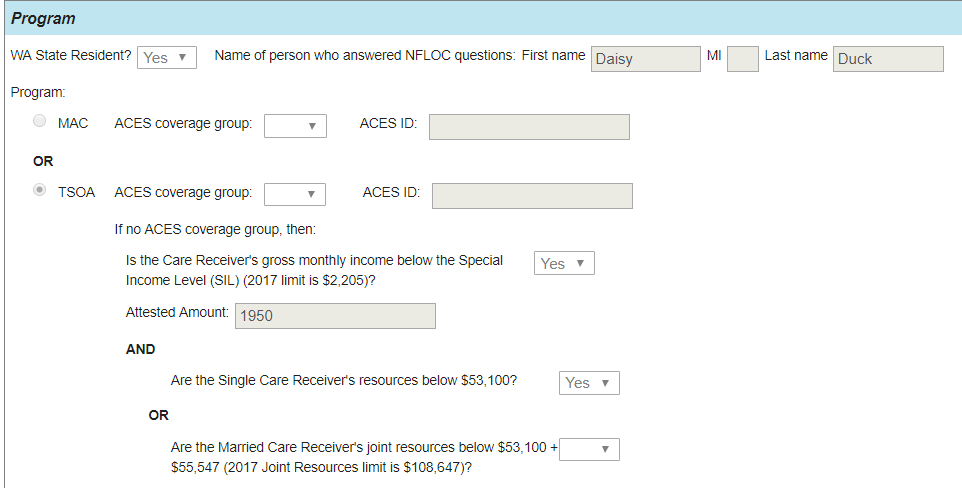 Program
WA State Resident? Yes Name of person who answered NFLOC questions: First name Daisy MI Last name Duck
Program:
MAC ACES coverage group: ACES ID:
OR
TSOA ACES coverage group: ACES ID:
If no ACES coverage group, then:
Is the Care Receiver's gross monthly income below the Special Yes
Income Level (SIL) (2017 limit is $2,205)?
Attested Amount: 1950
AND
Are the Single Care Receiver's resources below $53,100? Yes
OR
Are the Married Care Receiver's joint resources below $53,100 +
$55,547 (2017 Joint Resources limit is $108,647)?